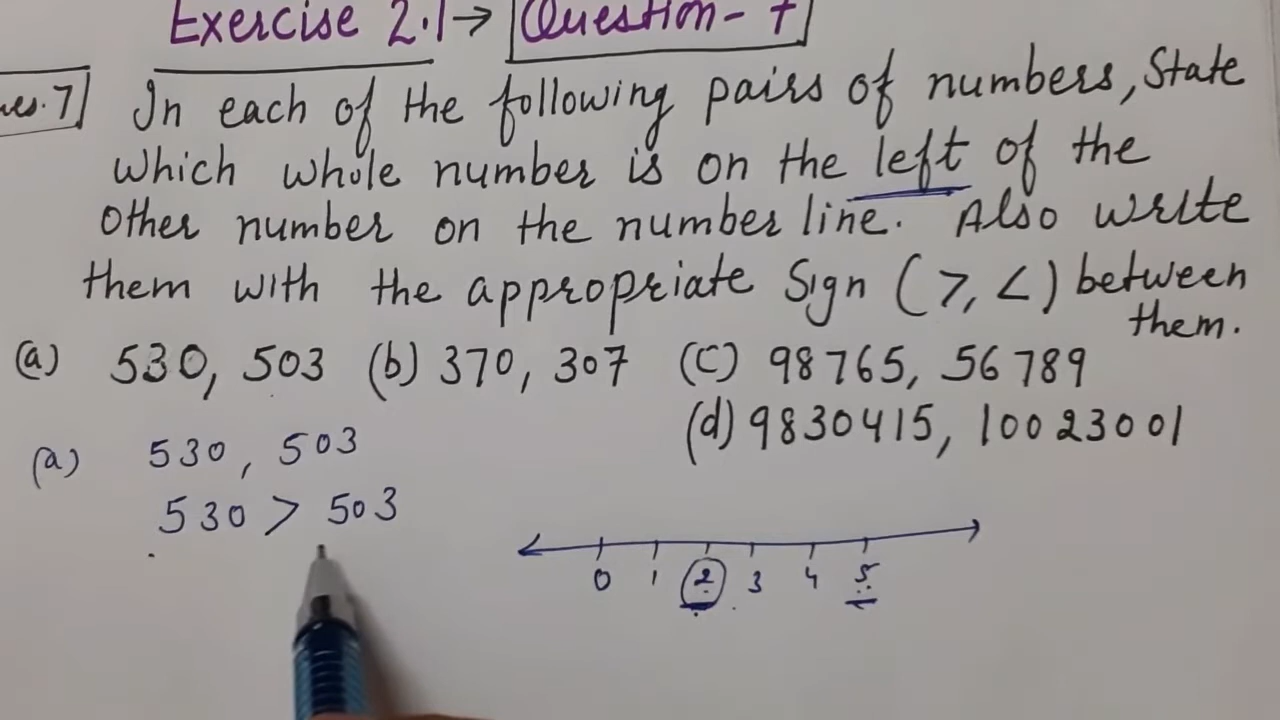 Exercise 2.1 → Question - 7
ues. 7 In each of the following pairs of numbers, State
which whole number is on the left of the
other number on the number line. Also write
them with the appropriate Sign (>, <) between
them.
(a) 530, 503 (b) 370, 307 (c) 98765, 56789
(d) 9830415, 10023001
(a) 530, 503
530 > 503
0 1 2 3 4 5